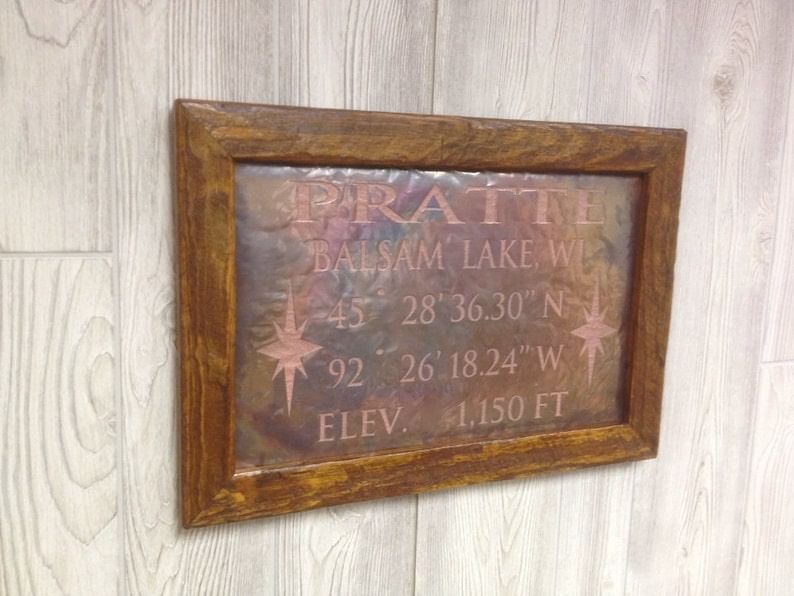 PRATTE
BALSAM LAKE, WI
45° 28' 36.30" N
92° 26' 18.24" W
ELEV. 1,150 FT